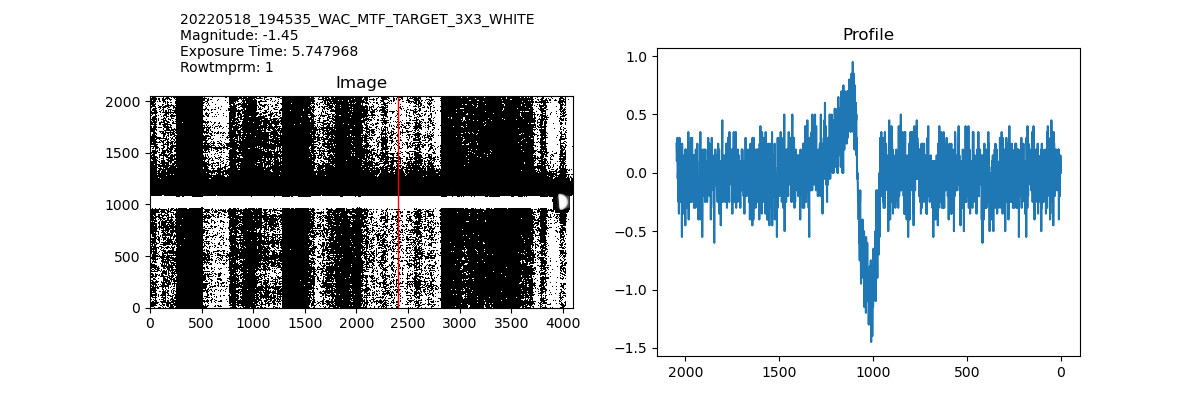 20220518_194535_WAC_MTF_TARGET_3X3_WHITE
Magnitude: -1.45
Exposure Time: 5.747968
Rowtmprm: 1
Image
2000
1500
1000
500
0
0 500 1000 1500 2000 2500 3000 3500 4000
Profile
1.0
0.5
0.0
−0.5
−1.0
−1.5
2000 1500 1000 500 0